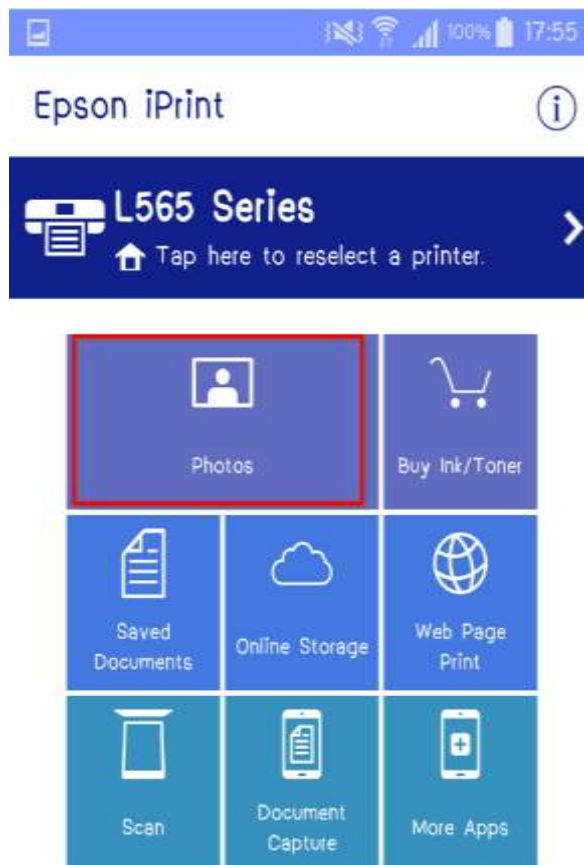 100% 17:55
Epson iPrint
i
L565 Series
Tap here to reselect a printer.
Photos
Buy Ink/Toner
Saved
Documents
Online Storage
Web Page
Print
Scan
Document
Capture
More Apps